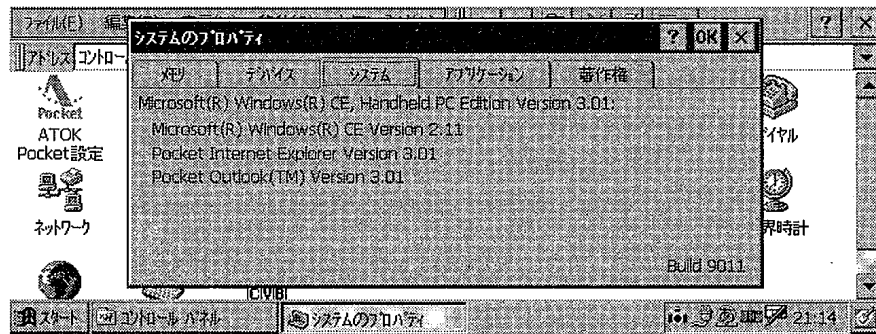 ファイル(F) 編
? ×
システムのプロパティ
? OK ×
アドレス コントロー
メモリ デバイス システム アプリケーション 著作権
Microsoft(R) Windows(R) CE, Handheld PC Edition Version 3.01:
Microsoft(R) Windows(R) CE Version 2.11
Pocket Internet Explorer Version 3.01
Pocket Outlook(TM) Version 3.01
Build 9011
Pocket
ATOK
Pocket設定
イヤル
ネットワーク
界時計
スタート コントロール パネル システムのプロパティ 21:14